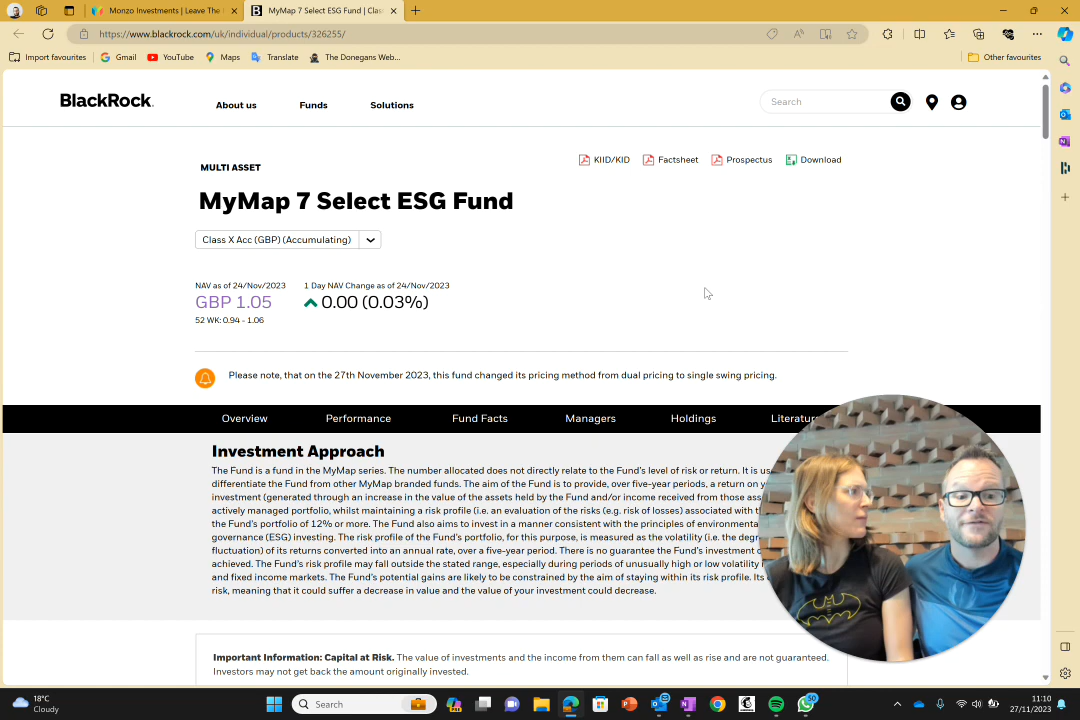 Monzo Investments | Leave The
MyMap 7 Select ESG Fund | Clas
https://www.blackrock.com/uk/individual/products/326255/
Import favourites
Gmail
YouTube
Maps
Translate
The Donegans Web...
Other favourites
BlackRock.
About us
Funds
Solutions
Search
MULTI ASSET
KIID/KID
Factsheet
Prospectus
Download
MyMap 7 Select ESG Fund
Class X Acc (GBP) (Accumulating)
NAV as of 24/Nov/2023
1 Day NAV Change as of 24/Nov/2023
GBP 1.05
0.00 (0.03%)
52 WK: 0.94 - 1.06
Please note, that on the 27th November 2023, this fund changed its pricing method from dual pricing to single swing pricing.
Overview
Performance
Fund Facts
Managers
Holdings
Literatur
Investment Approach
The Fund is a fund in the MyMap series. The number allocated does not directly relate to the Fund's level of risk or return. It is us
differentiate the Fund from other MyMap branded funds. The aim of the Fund is to provide, over five-year periods, a return on y
investment (generated through an increase in the value of the assets held by the Fund and/or income received from those ass
actively managed portfolio, whilst maintaining a risk profile (i.e. an evaluation of the risks (e.g. risk of losses) associated with t
the Fund's portfolio of 12% or more. The Fund also aims to invest in a manner consistent with the principles of environmenta
governance (ESG) investing. The risk profile of the Fund's portfolio, for this purpose, is measured as the volatility (i.e. the degr
fluctuation) of its returns converted into an annual rate, over a five-year period. There is no guarantee the Fund's investment o
achieved. The Fund's risk profile may fall outside the stated range, especially during periods of unusually high or low volatility i
and fixed income markets. The Fund's potential gains are likely to be constrained by the aim of staying within its risk profile. Its
risk, meaning that it could suffer a decrease in value and the value of your investment could decrease.
Important Information: Capital at Risk. The value of investments and the income from them can fall as well as rise and are not guaranteed.
Investors may not get back the amount originally invested.
18°C
Cloudy
Search
50
11:10
27/11/2023